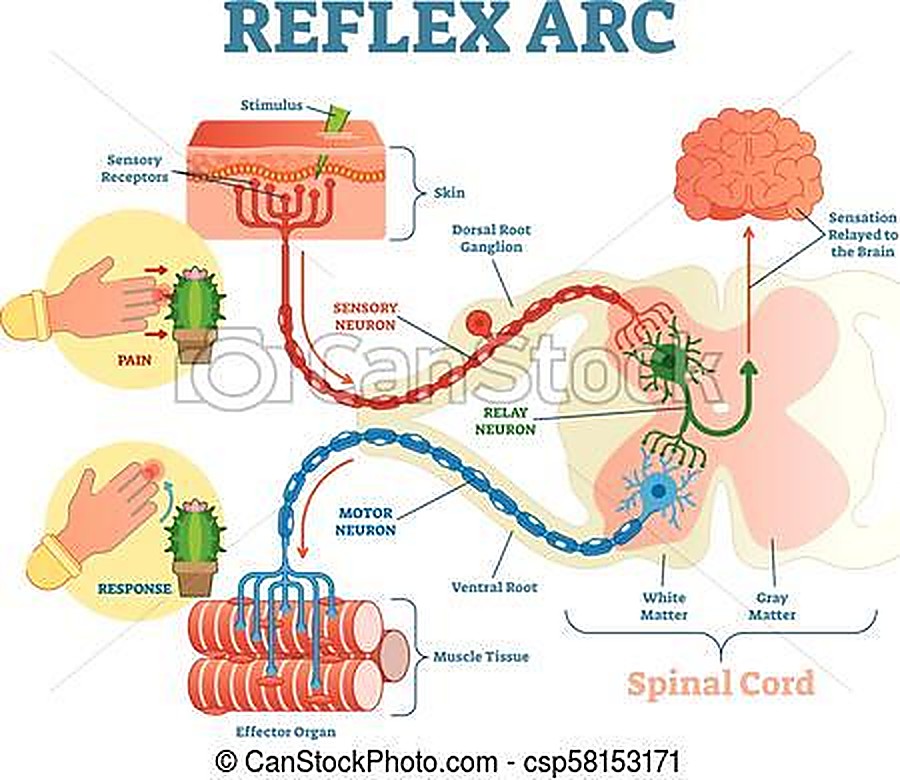 REFLEX ARC
Stimulus
Sensory
Receptors
Skin
Dorsal Root
Ganglion
Sensation
Relayed to
the Brain
SENSORY
NEURON
PAIN
CanStock
RELAY
NEURON
MOTOR
NEURON
RESPONSE
Ventral Root
White
Matter
Gray
Matter
Muscle Tissue
Spinal Cord
Effector Organ
© CanStockPhoto.com - csp58153171